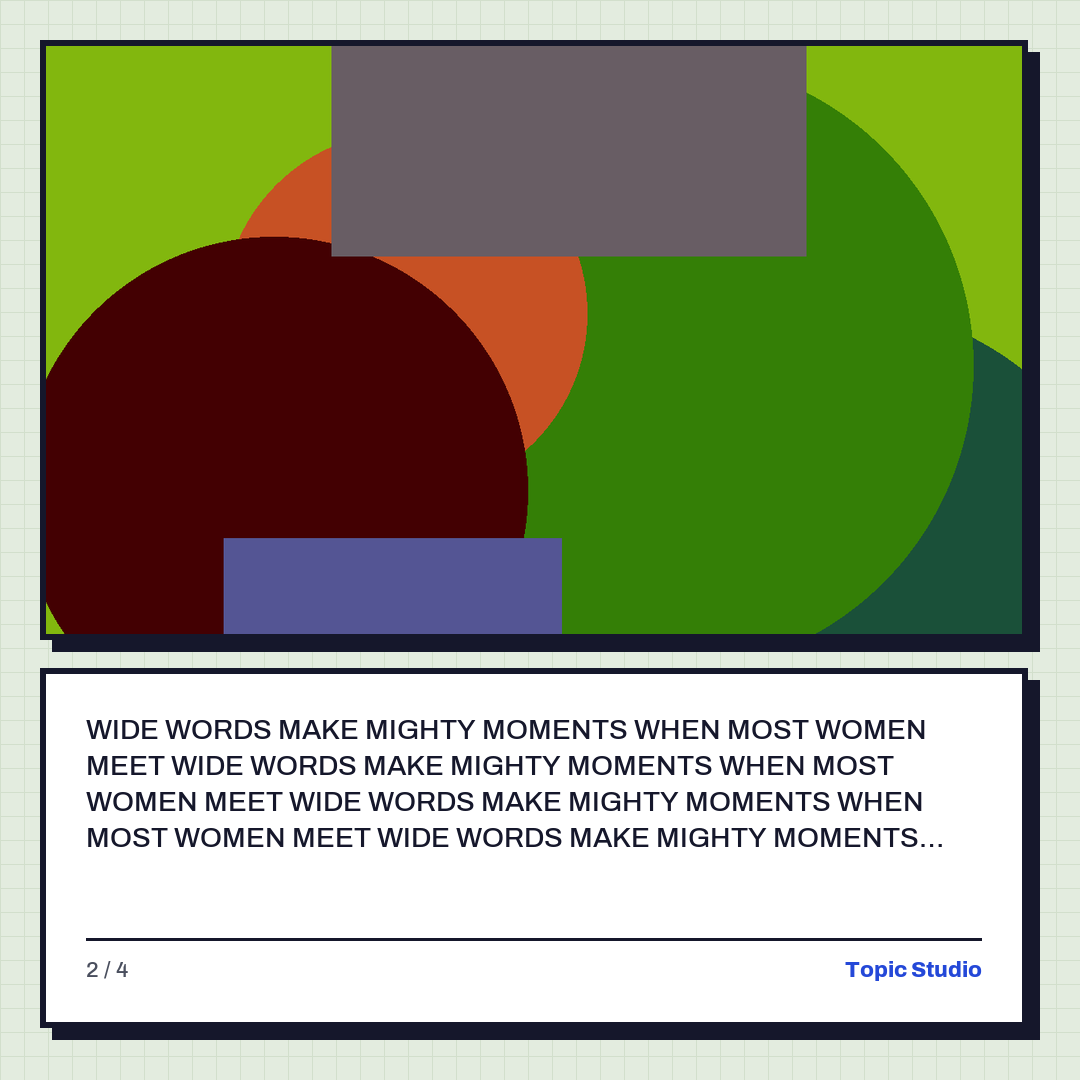 WIDE WORDS MAKE MIGHTY MOMENTS WHEN MOST WOMEN
MEET WIDE WORDS MAKE MIGHTY MOMENTS WHEN MOST
WOMEN MEET WIDE WORDS MAKE MIGHTY MOMENTS WHEN
MOST WOMEN MEET WIDE WORDS MAKE MIGHTY MOMENTS…
2 / 4
Topic Studio